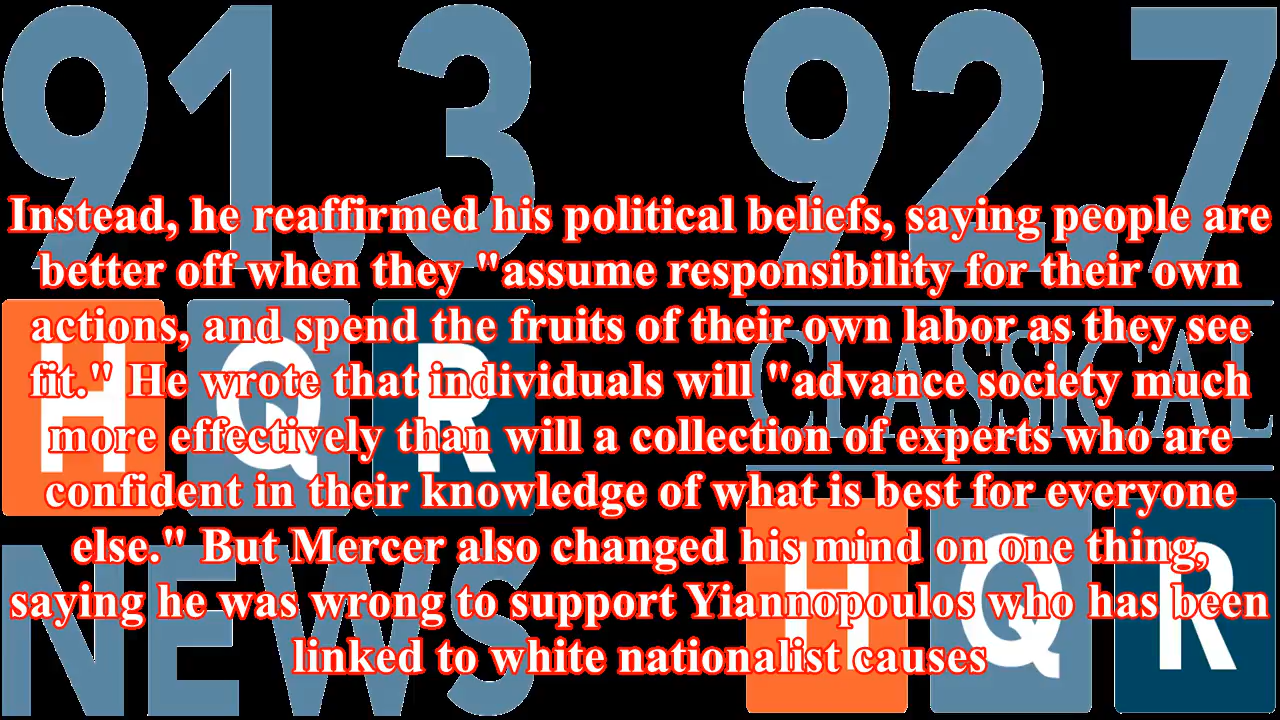 91.3
92.7
Instead, he reaffirmed his political beliefs, saying people are
better off when they "assume responsibility for their own
actions, and spend the fruits of their own labor as they see
fit." He wrote that individuals will "advance society much
more effectively than will a collection of experts who are
confident in their knowledge of what is best for everyone
else." But Mercer also changed his mind on one thing,
saying he was wrong to support Yiannopoulos who has been
linked to white nationalist causes
HQR
NEWS
CLASSICAL
HQR